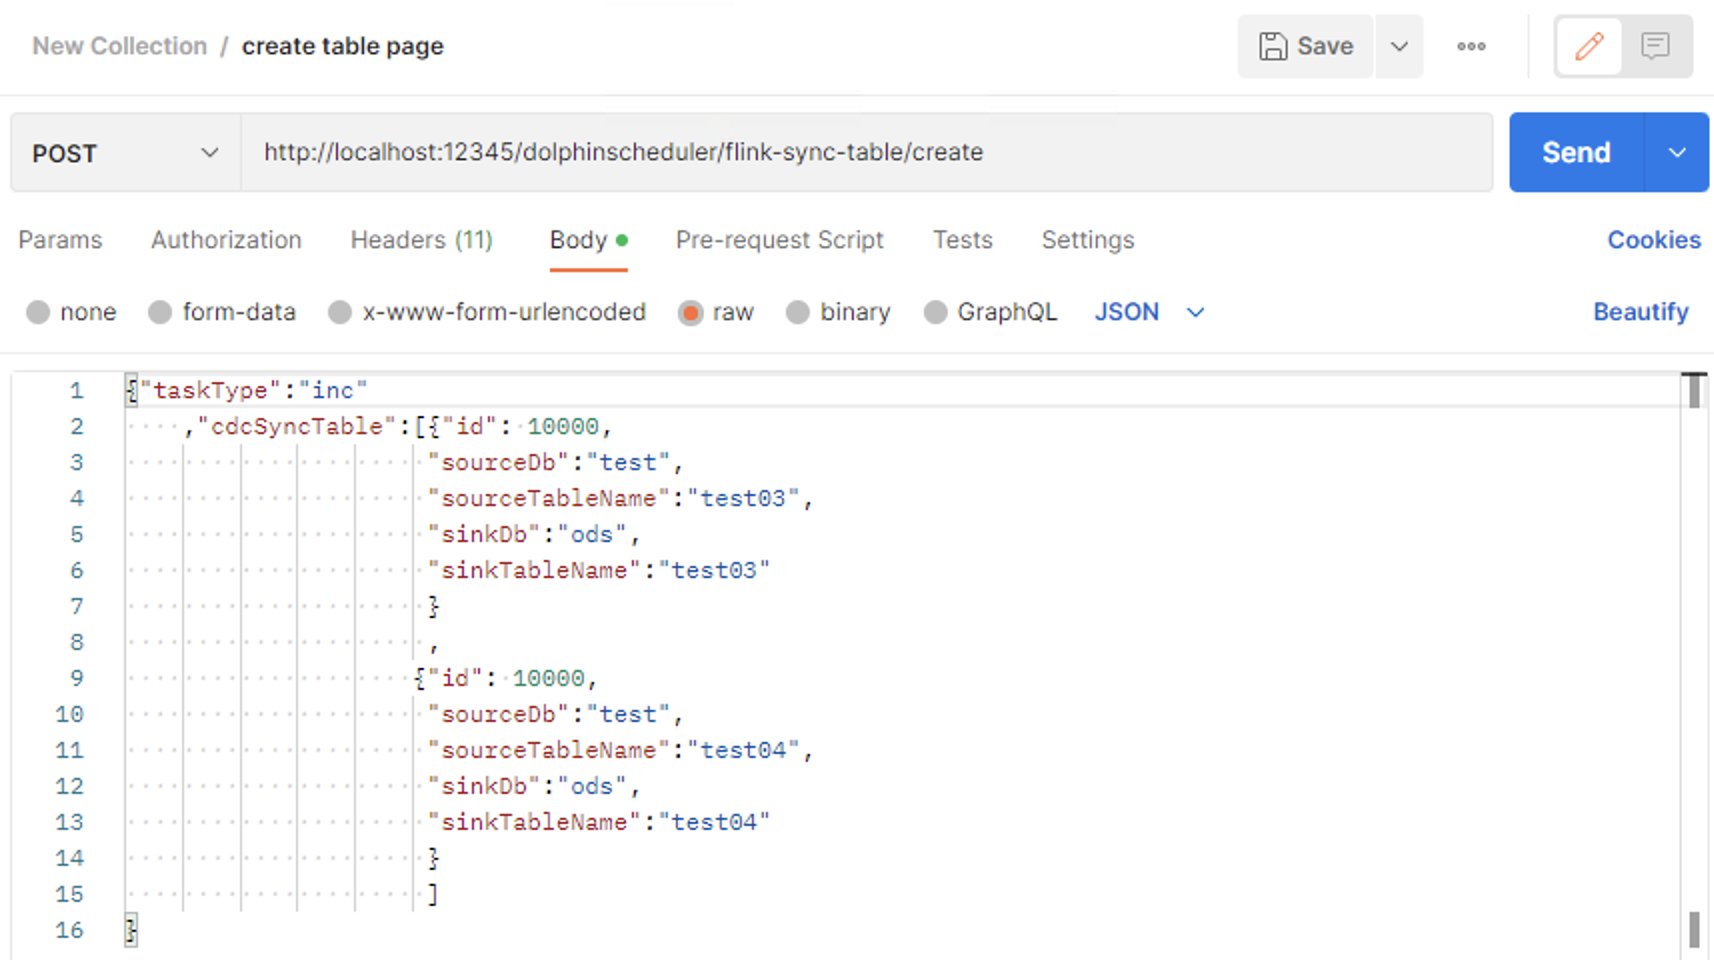 New Collection / create table page
Save
POST
http://localhost:12345/dolphinscheduler/flink-sync-table/create
Send
Params Authorization Headers (11) Body Pre-request Script Tests Settings Cookies
none form-data x-www-form-urlencoded raw binary GraphQL JSON Beautify
1 {"taskType":"inc"
2 ,"cdcSyncTable":[{"id": 10000,
3 "sourceDb":"test",
4 "sourceTableName":"test03",
5 "sinkDb":"ods",
6 "sinkTableName":"test03"
7 }
8 ,
9 {"id": 10000,
10 "sourceDb":"test",
11 "sourceTableName":"test04",
12 "sinkDb":"ods",
13 "sinkTableName":"test04"
14 }
15 ]
16 }